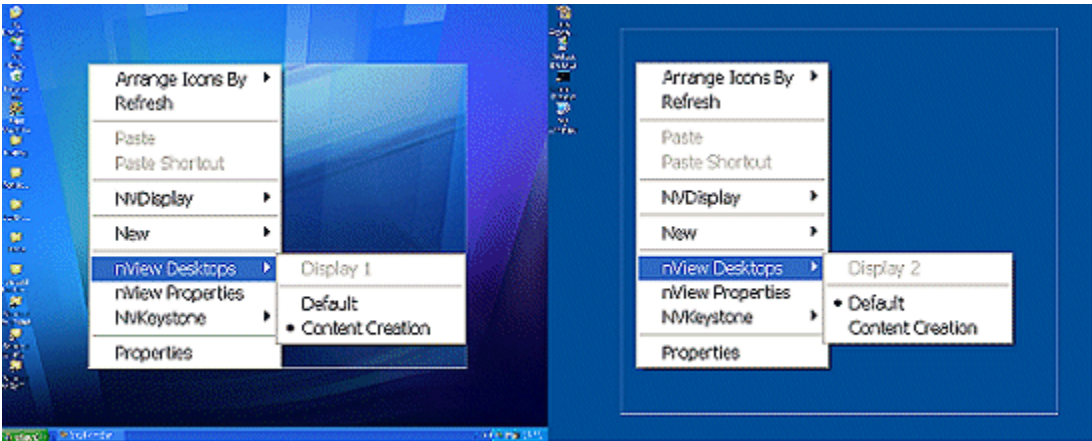 Arrange Icons By
Refresh
Paste
Paste Shortcut
NVDisplay
New
nView Desktops
nView Properties
NVKeystone
Properties
Display 1
Default
Content Creation
Arrange Icons By
Refresh
Paste
Paste Shortcut
NVDisplay
New
nView Desktops
nView Properties
NVKeystone
Properties
Display 2
Default
Content Creation